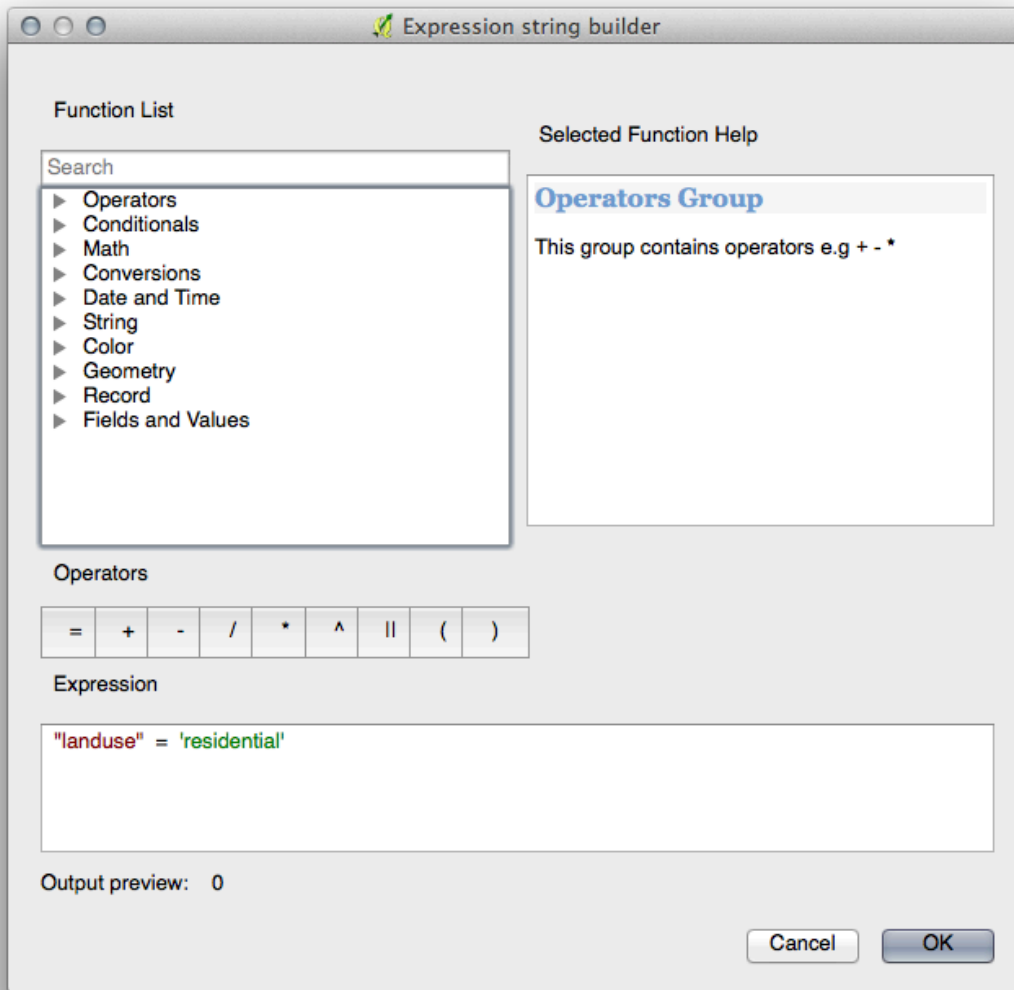 Expression string builder
Function List
Search
Operators
Conditionals
Math
Conversions
Date and Time
String
Color
Geometry
Record
Fields and Values
Selected Function Help
Operators Group
This group contains operators e.g + - *
Operators
= + - / * ^ || ( )
Expression
"landuse" = 'residential'
Output preview: 0
Cancel OK